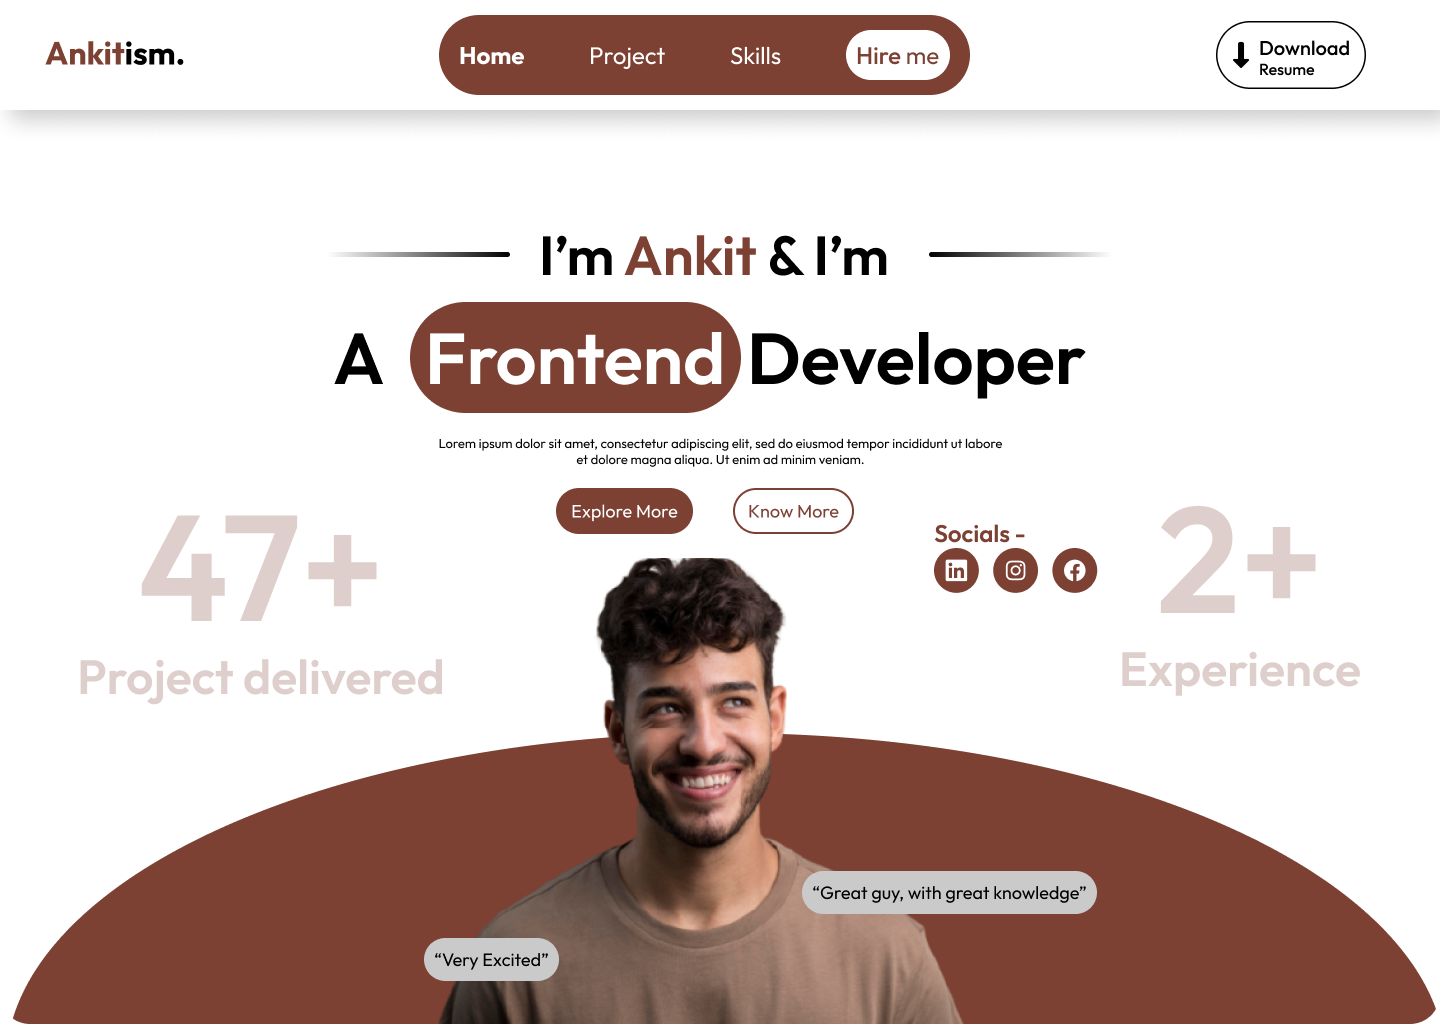 Ankitism.
Home
Project
Skills
Hire me
Download
Resume
I’m Ankit & I’m
A Frontend Developer
Lorem ipsum dolor sit amet, consectetur adipiscing elit, sed do eiusmod tempor incididunt ut labore
et dolore magna aliqua. Ut enim ad minim veniam.
Explore More
Know More
47+
Project delivered
Socials -
2+
Experience
“Great guy, with great knowledge”
“Very Excited”